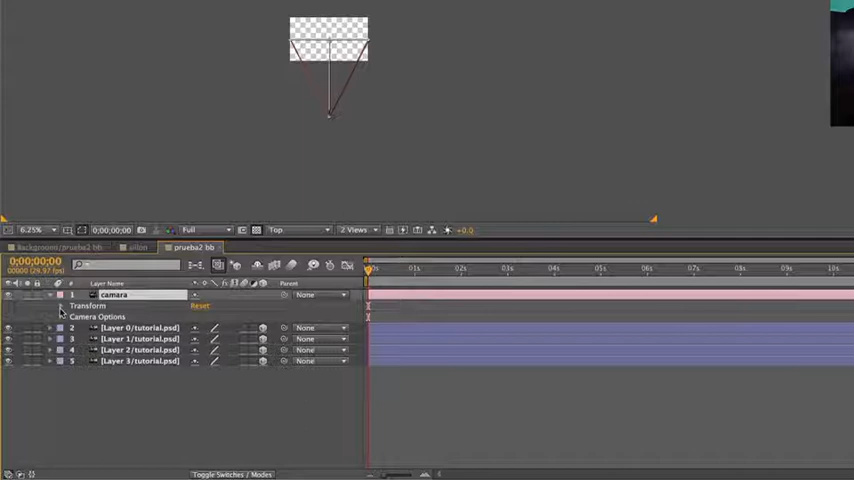 6.25% 0;00;00;00 Full Top 2 Views +0.0
prueba2 bb
0;00;00;00
00000 (29.97 fps)
01s 02s 03s 04s 05s 06s 07s 08s 09s 10s
# Layer Name Parent
1 camara None
Transform Reset
Camera Options
2 [Layer 0/tutorial.psd] None
3 [Layer 1/tutorial.psd] None
4 [Layer 2/tutorial.psd] None
5 [Layer 3/tutorial.psd] None
Toggle Switches / Modes